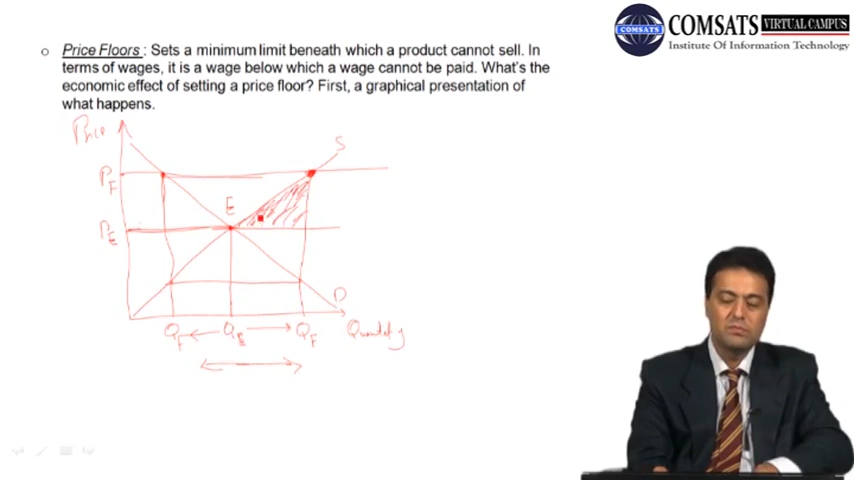 COMSATS VIRTUAL CAMPUS
Institute Of Information Technology
o Price Floors : Sets a minimum limit beneath which a product cannot sell. In
terms of wages, it is a wage below which a wage cannot be paid. What's the
economic effect of setting a price floor? First, a graphical presentation of
what happens.
Price
S
PF
E
PE
D
QF QE QF Quantity